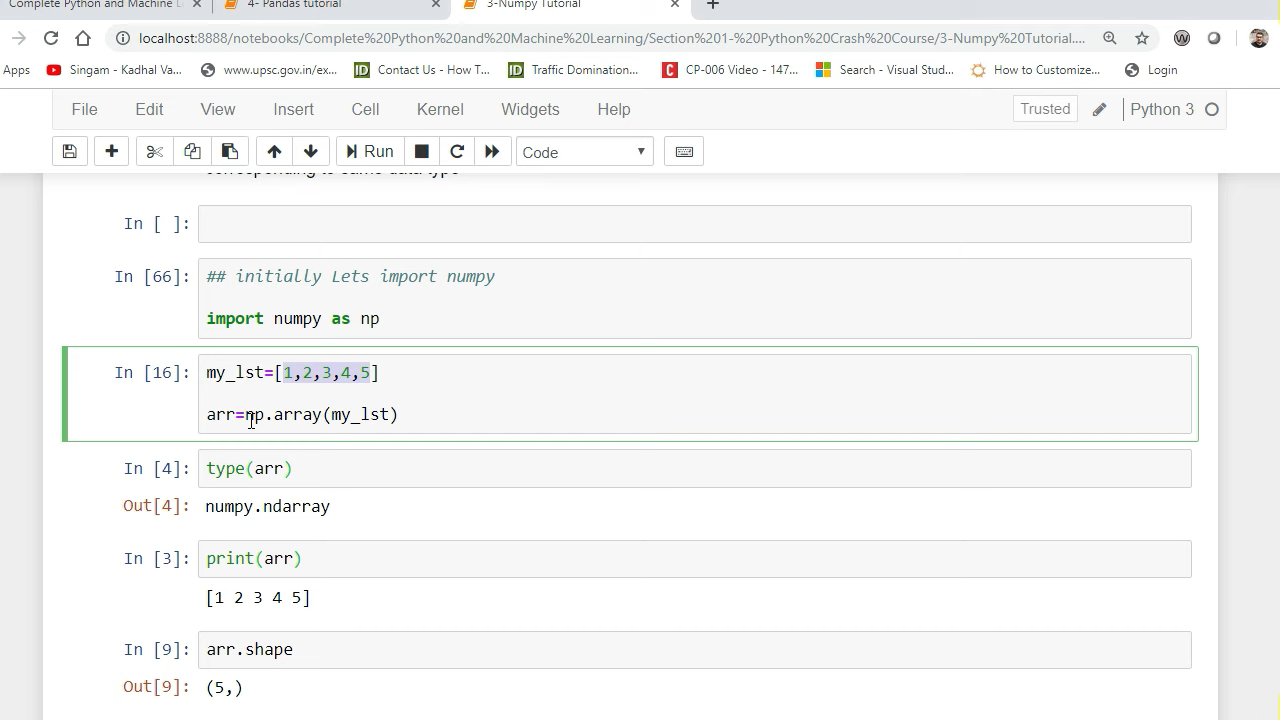 Complete Python and Machine L
4- Pandas tutorial
3-Numpy Tutorial
localhost:8888/notebooks/Complete%20Python%20and%20Machine%20Learning/Section%201-%20Python%20Crash%20Course/3-Numpy%20Tutorial....
Apps Singam - Kadhal Va... www.upsc.gov.in/ex... Contact Us - How T... Traffic Domination... CP-006 Video - 147... Search - Visual Stud... How to Customize... Login
File Edit View Insert Cell Kernel Widgets Help Trusted Python 3
Run Code
corresponding to same data type
In [ ]:
In [66]: ## initially Lets import numpy
import numpy as np
In [16]: my_lst=[1,2,3,4,5]
arr=np.array(my_lst)
In [4]: type(arr)
Out[4]: numpy.ndarray
In [3]: print(arr)
[1 2 3 4 5]
In [9]: arr.shape
Out[9]: (5,)